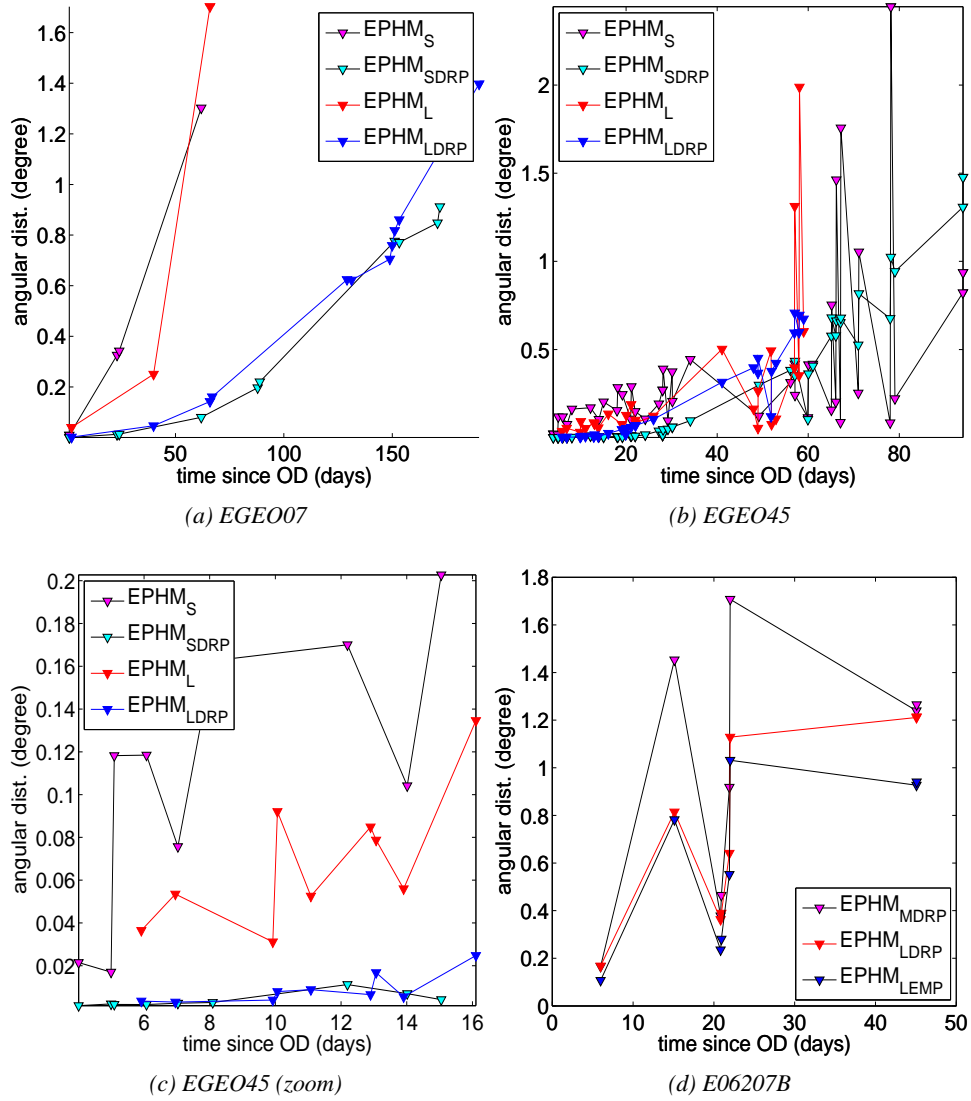 1.6
1.4
1.2
1
0.8
0.6
0.4
0.2
angular dist. (degree)
50 100 150
time since OD (days)
EPHM_S
EPHM_SDRP
EPHM_L
EPHM_LDRP
(a) EGEO07
2
1.5
1
0.5
angular dist. (degree)
20 40 60 80
time since OD (days)
EPHM_S
EPHM_SDRP
EPHM_L
EPHM_LDRP
(b) EGEO45
0.2
0.18
0.16
0.14
0.12
0.1
0.08
0.06
0.04
0.02
angular dist. (degree)
6 8 10 12 14 16
time since OD (days)
EPHM_S
EPHM_SDRP
EPHM_L
EPHM_LDRP
(c) EGEO45 (zoom)
1.8
1.6
1.4
1.2
1
0.8
0.6
0.4
0.2
0
angular dist. (degree)
0 10 20 30 40 50
time since OD (days)
EPHM_MDRP
EPHM_LDRP
EPHM_LEMP
(d) E06207B